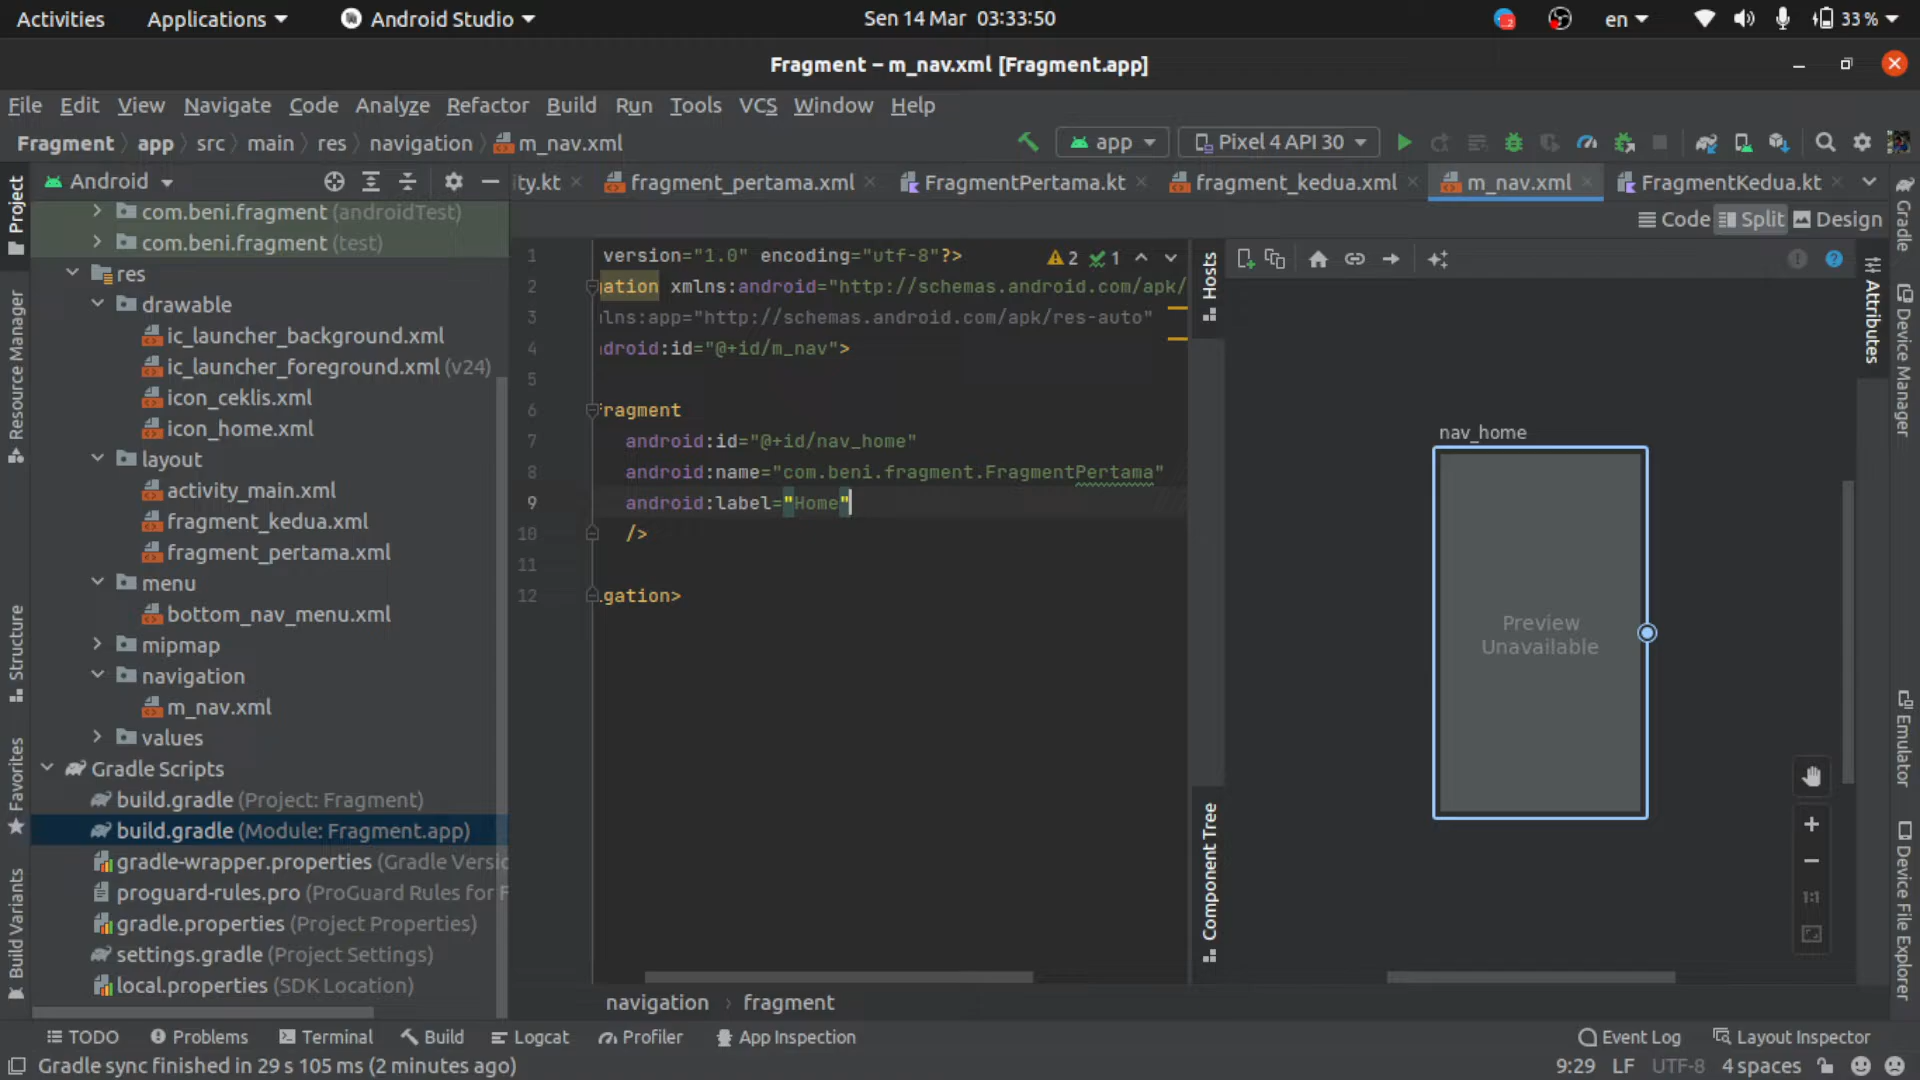 Activities Applications Android Studio Sen 14 Mar 03:33:50 2 en 33 %
Fragment – m_nav.xml [Fragment.app]
File Edit View Navigate Code Analyze Refactor Build Run Tools VCS Window Help
Fragment app src main res navigation m_nav.xml app Pixel 4 API 30
Project Android ity.kt fragment_pertama.xml FragmentPertama.kt fragment_kedua.xml m_nav.xml FragmentKedua.kt Gradle
com.beni.fragment (androidTest)
com.beni.fragment (test)
res
drawable
ic_launcher_background.xml
ic_launcher_foreground.xml (v24)
icon_ceklis.xml
icon_home.xml
layout
activity_main.xml
fragment_kedua.xml
fragment_pertama.xml
menu
bottom_nav_menu.xml
mipmap
navigation
m_nav.xml
values
Gradle Scripts
build.gradle (Project: Fragment)
build.gradle (Module: Fragment.app)
gradle-wrapper.properties (Gradle Versio
proguard-rules.pro (ProGuard Rules for F
gradle.properties (Project Properties)
settings.gradle (Project Settings)
local.properties (SDK Location)
Resource Manager
Structure
Favorites
Build Variants
Code Split Design
1 version="1.0" encoding="utf-8"?> 2 1
2 gation xmlns:android="http://schemas.android.com/apk/
3 lns:app="http://schemas.android.com/apk/res-auto"
4 droid:id="@+id/m_nav">
5
6 ragment
7 android:id="@+id/nav_home"
8 android:name="com.beni.fragment.FragmentPertama"
9 android:label="Home"
10 />
11
12 gation>
Hosts
Component Tree
nav_home
Preview
Unavailable
1:1
Attributes
Device Manager
Emulator
Device File Explorer
navigation fragment
TODO Problems Terminal Build Logcat Profiler App Inspection Event Log Layout Inspector
Gradle sync finished in 29 s 105 ms (2 minutes ago) 9:29 LF UTF-8 4 spaces